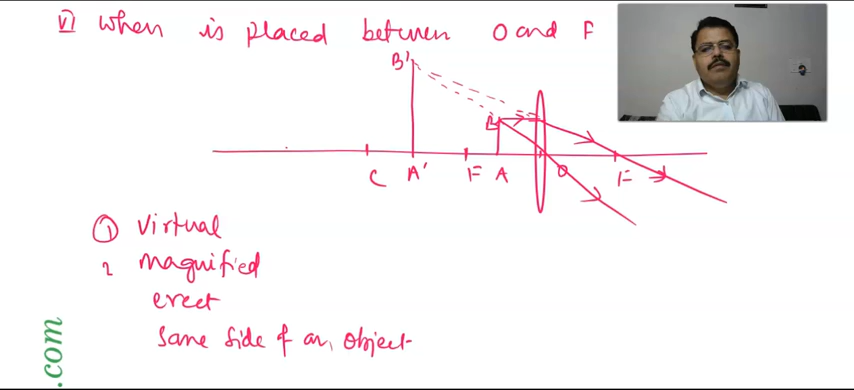 vi) when is placed between O and F
B'
B
C A' F A O F
① virtual
2 magnified
erect
same side of an, object
.com